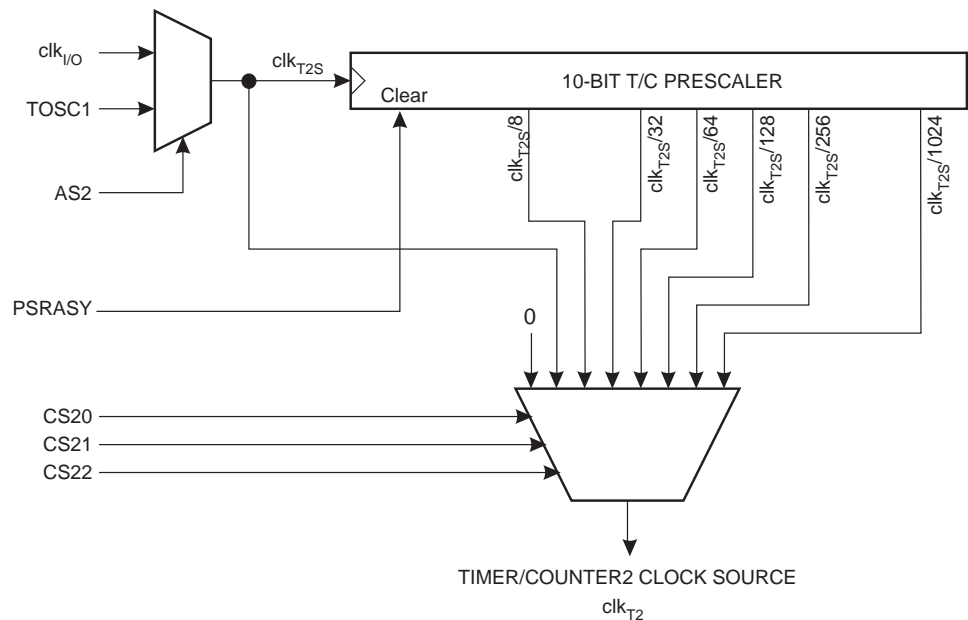 clkI/O
clkT2S
TOSC1
10-BIT T/C PRESCALER
Clear
clkT2S/8
clkT2S/32
clkT2S/64
clkT2S/128
clkT2S/256
clkT2S/1024
AS2
PSRASY
0
CS20
CS21
CS22
TIMER/COUNTER2 CLOCK SOURCE
clkT2